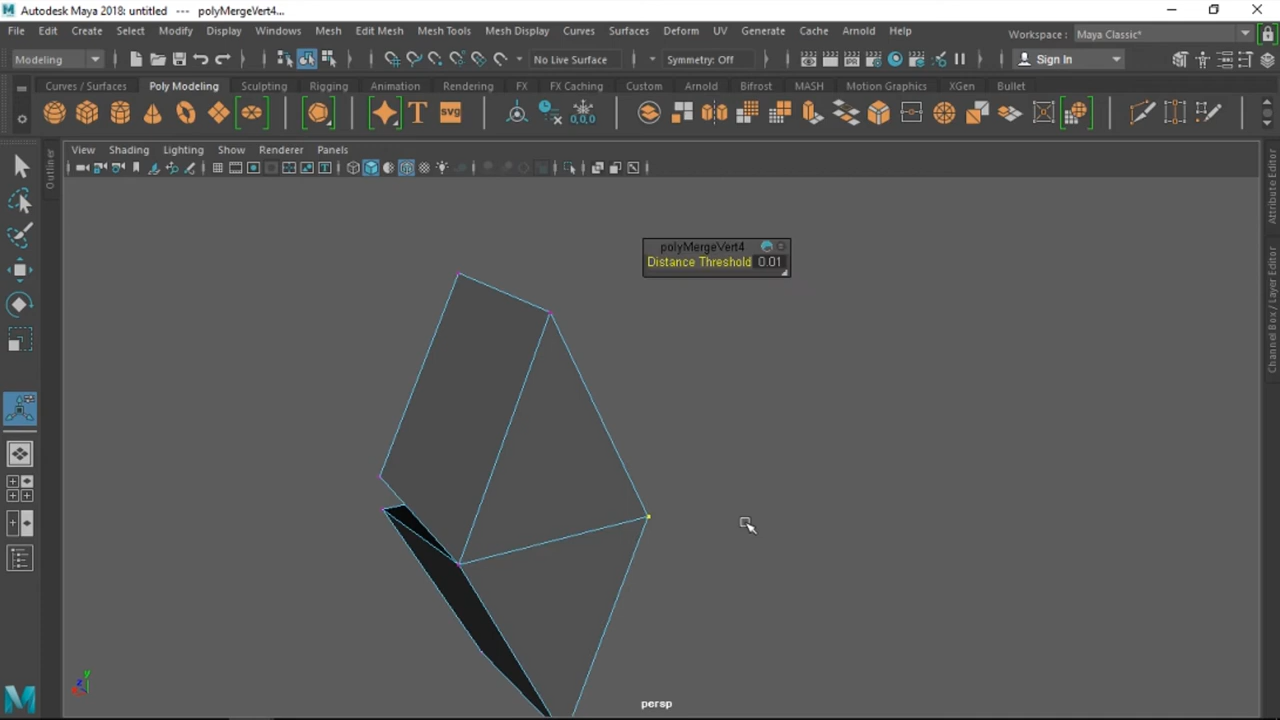 Autodesk Maya 2018: untitled --- polyMergeVert4...
File Edit Create Select Modify Display Windows Mesh Edit Mesh Mesh Tools Mesh Display Curves Surfaces Deform UV Generate Cache Arnold Help Workspace: Maya Classic*
Modeling No Live Surface Symmetry: Off Sign In
Curves / Surfaces Poly Modeling Sculpting Rigging Animation Rendering FX FX Caching Custom Arnold Bifrost MASH Motion Graphics XGen Bullet
T SVG 0,0,0
View Shading Lighting Show Renderer Panels
Outliner
Attribute Editor
Channel Box / Layer Editor
polyMergeVert4
Distance Threshold 0.01
y
z
x
persp